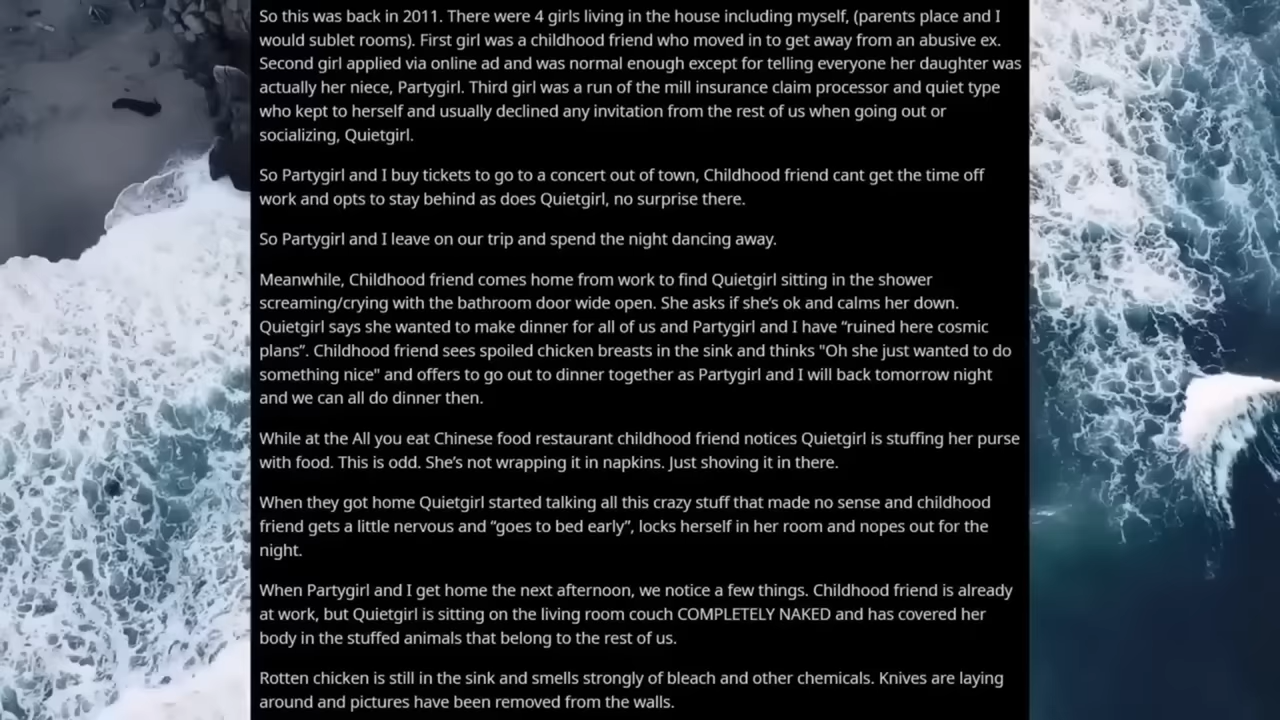 So this was back in 2011. There were 4 girls living in the house including myself, (parents place and I
would sublet rooms). First girl was a childhood friend who moved in to get away from an abusive ex.
Second girl applied via online ad and was normal enough except for telling everyone her daughter was
actually her niece, Partygirl. Third girl was a run of the mill insurance claim processor and quiet type
who kept to herself and usually declined any invitation from the rest of us when going out or
socializing, Quietgirl.
So Partygirl and I buy tickets to go to a concert out of town, Childhood friend cant get the time off
work and opts to stay behind as does Quietgirl, no surprise there.
So Partygirl and I leave on our trip and spend the night dancing away.
Meanwhile, Childhood friend comes home from work to find Quietgirl sitting in the shower
screaming/crying with the bathroom door wide open. She asks if she’s ok and calms her down.
Quietgirl says she wanted to make dinner for all of us and Partygirl and I have “ruined here cosmic
plans”. Childhood friend sees spoiled chicken breasts in the sink and thinks "Oh she just wanted to do
something nice" and offers to go out to dinner together as Partygirl and I will back tomorrow night
and we can all do dinner then.
While at the All you eat Chinese food restaurant childhood friend notices Quietgirl is stuffing her purse
with food. This is odd. She’s not wrapping it in napkins. Just shoving it in there.
When they got home Quietgirl started talking all this crazy stuff that made no sense and childhood
friend gets a little nervous and “goes to bed early”, locks herself in her room and nopes out for the
night.
When Partygirl and I get home the next afternoon, we notice a few things. Childhood friend is already
at work, but Quietgirl is sitting on the living room couch COMPLETELY NAKED and has covered her
body in the stuffed animals that belong to the rest of us.
Rotten chicken is still in the sink and smells strongly of bleach and other chemicals. Knives are laying
around and pictures have been removed from the walls.